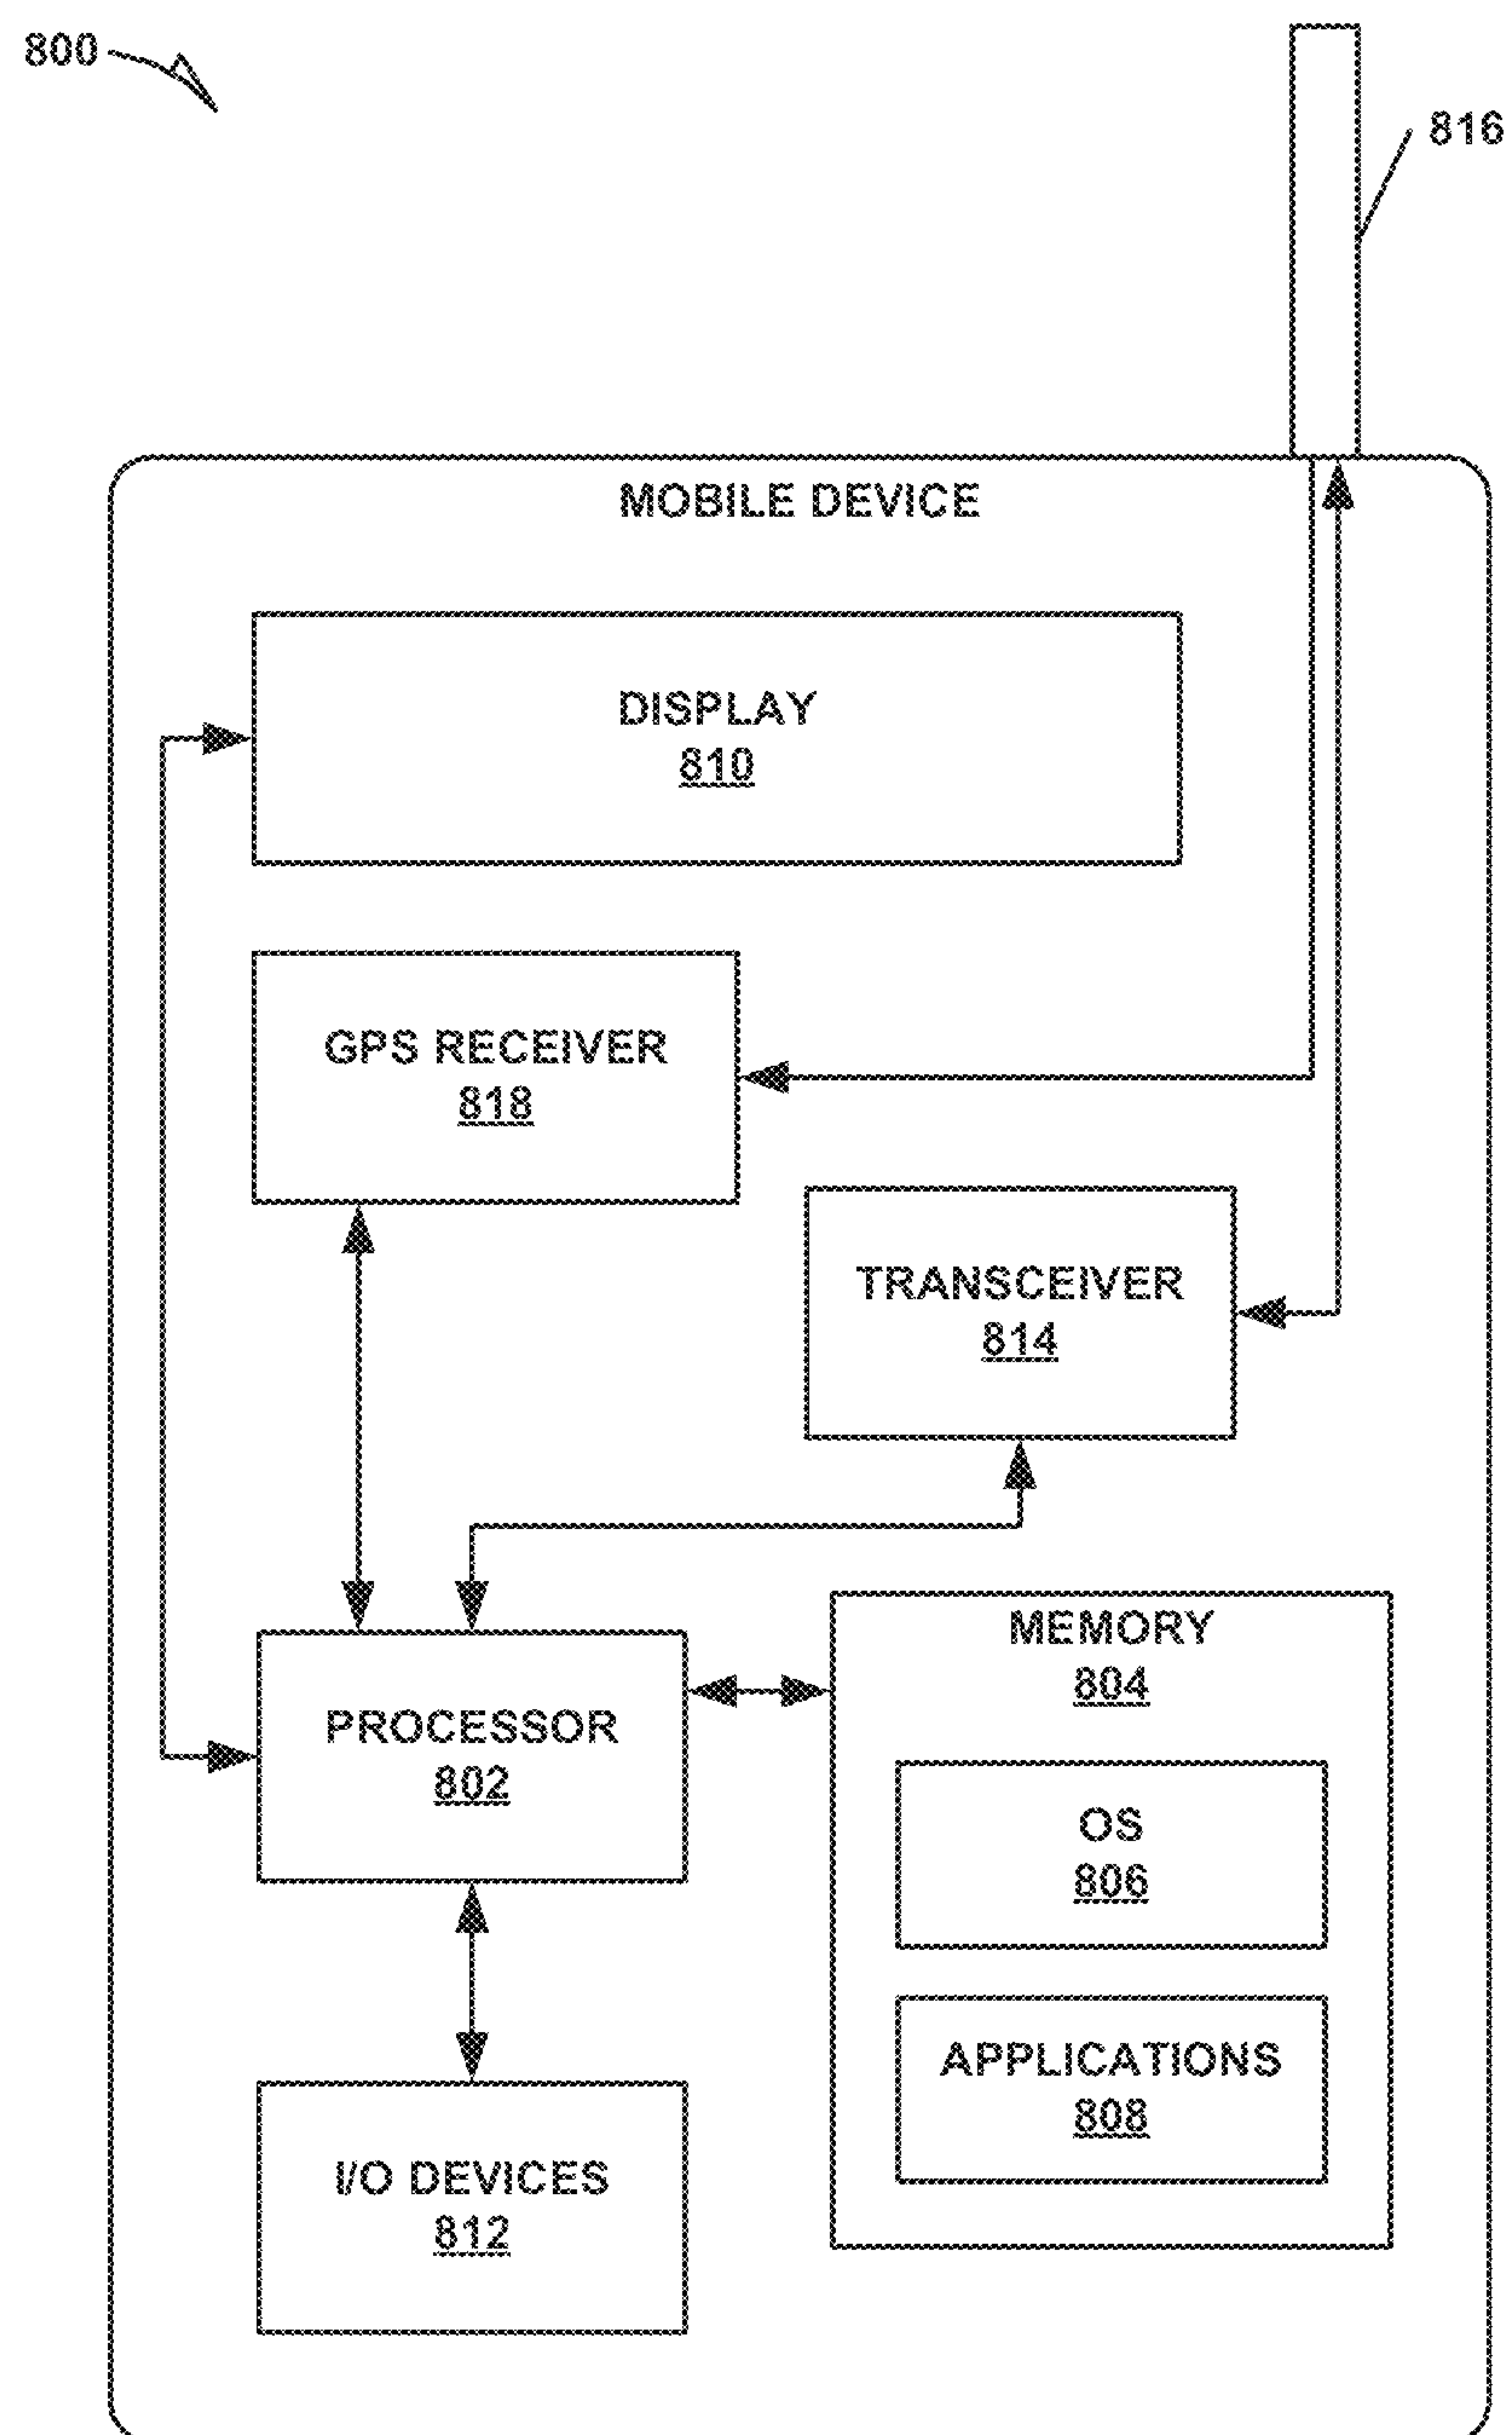 800
816
MOBILE DEVICE
DISPLAY
810
GPS RECEIVER
818
TRANSCEIVER
814
MEMORY
804
PROCESSOR
802
OS
806
APPLICATIONS
808
I/O DEVICES
812